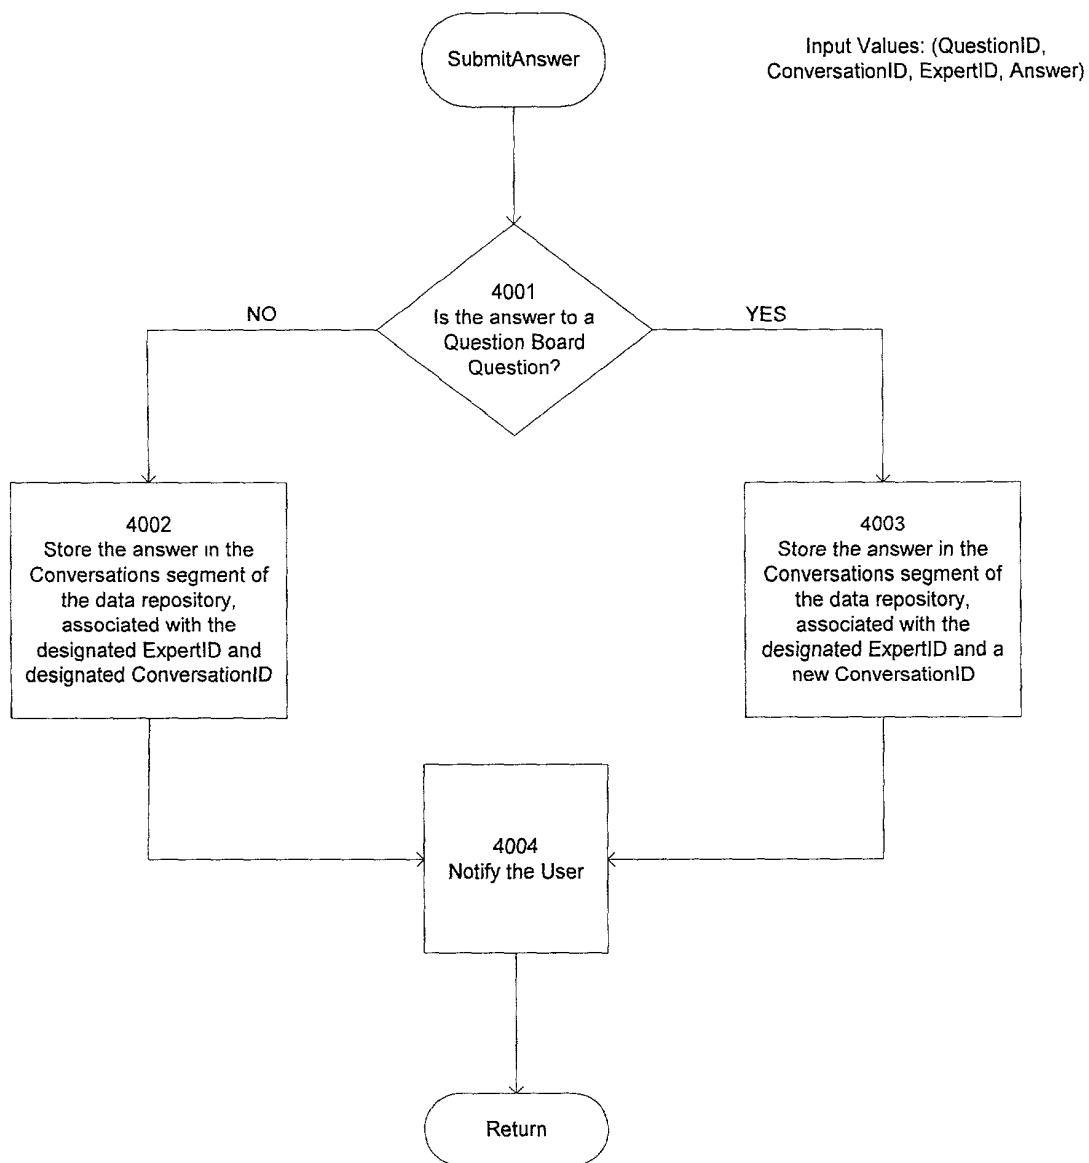 SubmitAnswer
Input Values: (QuestionID,
ConversationID, ExpertID, Answer)
4001
Is the answer to a
Question Board
Question?
NO
YES
4002
Store the answer in the
Conversations segment of
the data repository,
associated with the
designated ExpertID and
designated ConversationID
4003
Store the answer in the
Conversations segment of
the data repository,
associated with the
designated ExpertID and a
new ConversationID
4004
Notify the User
Return